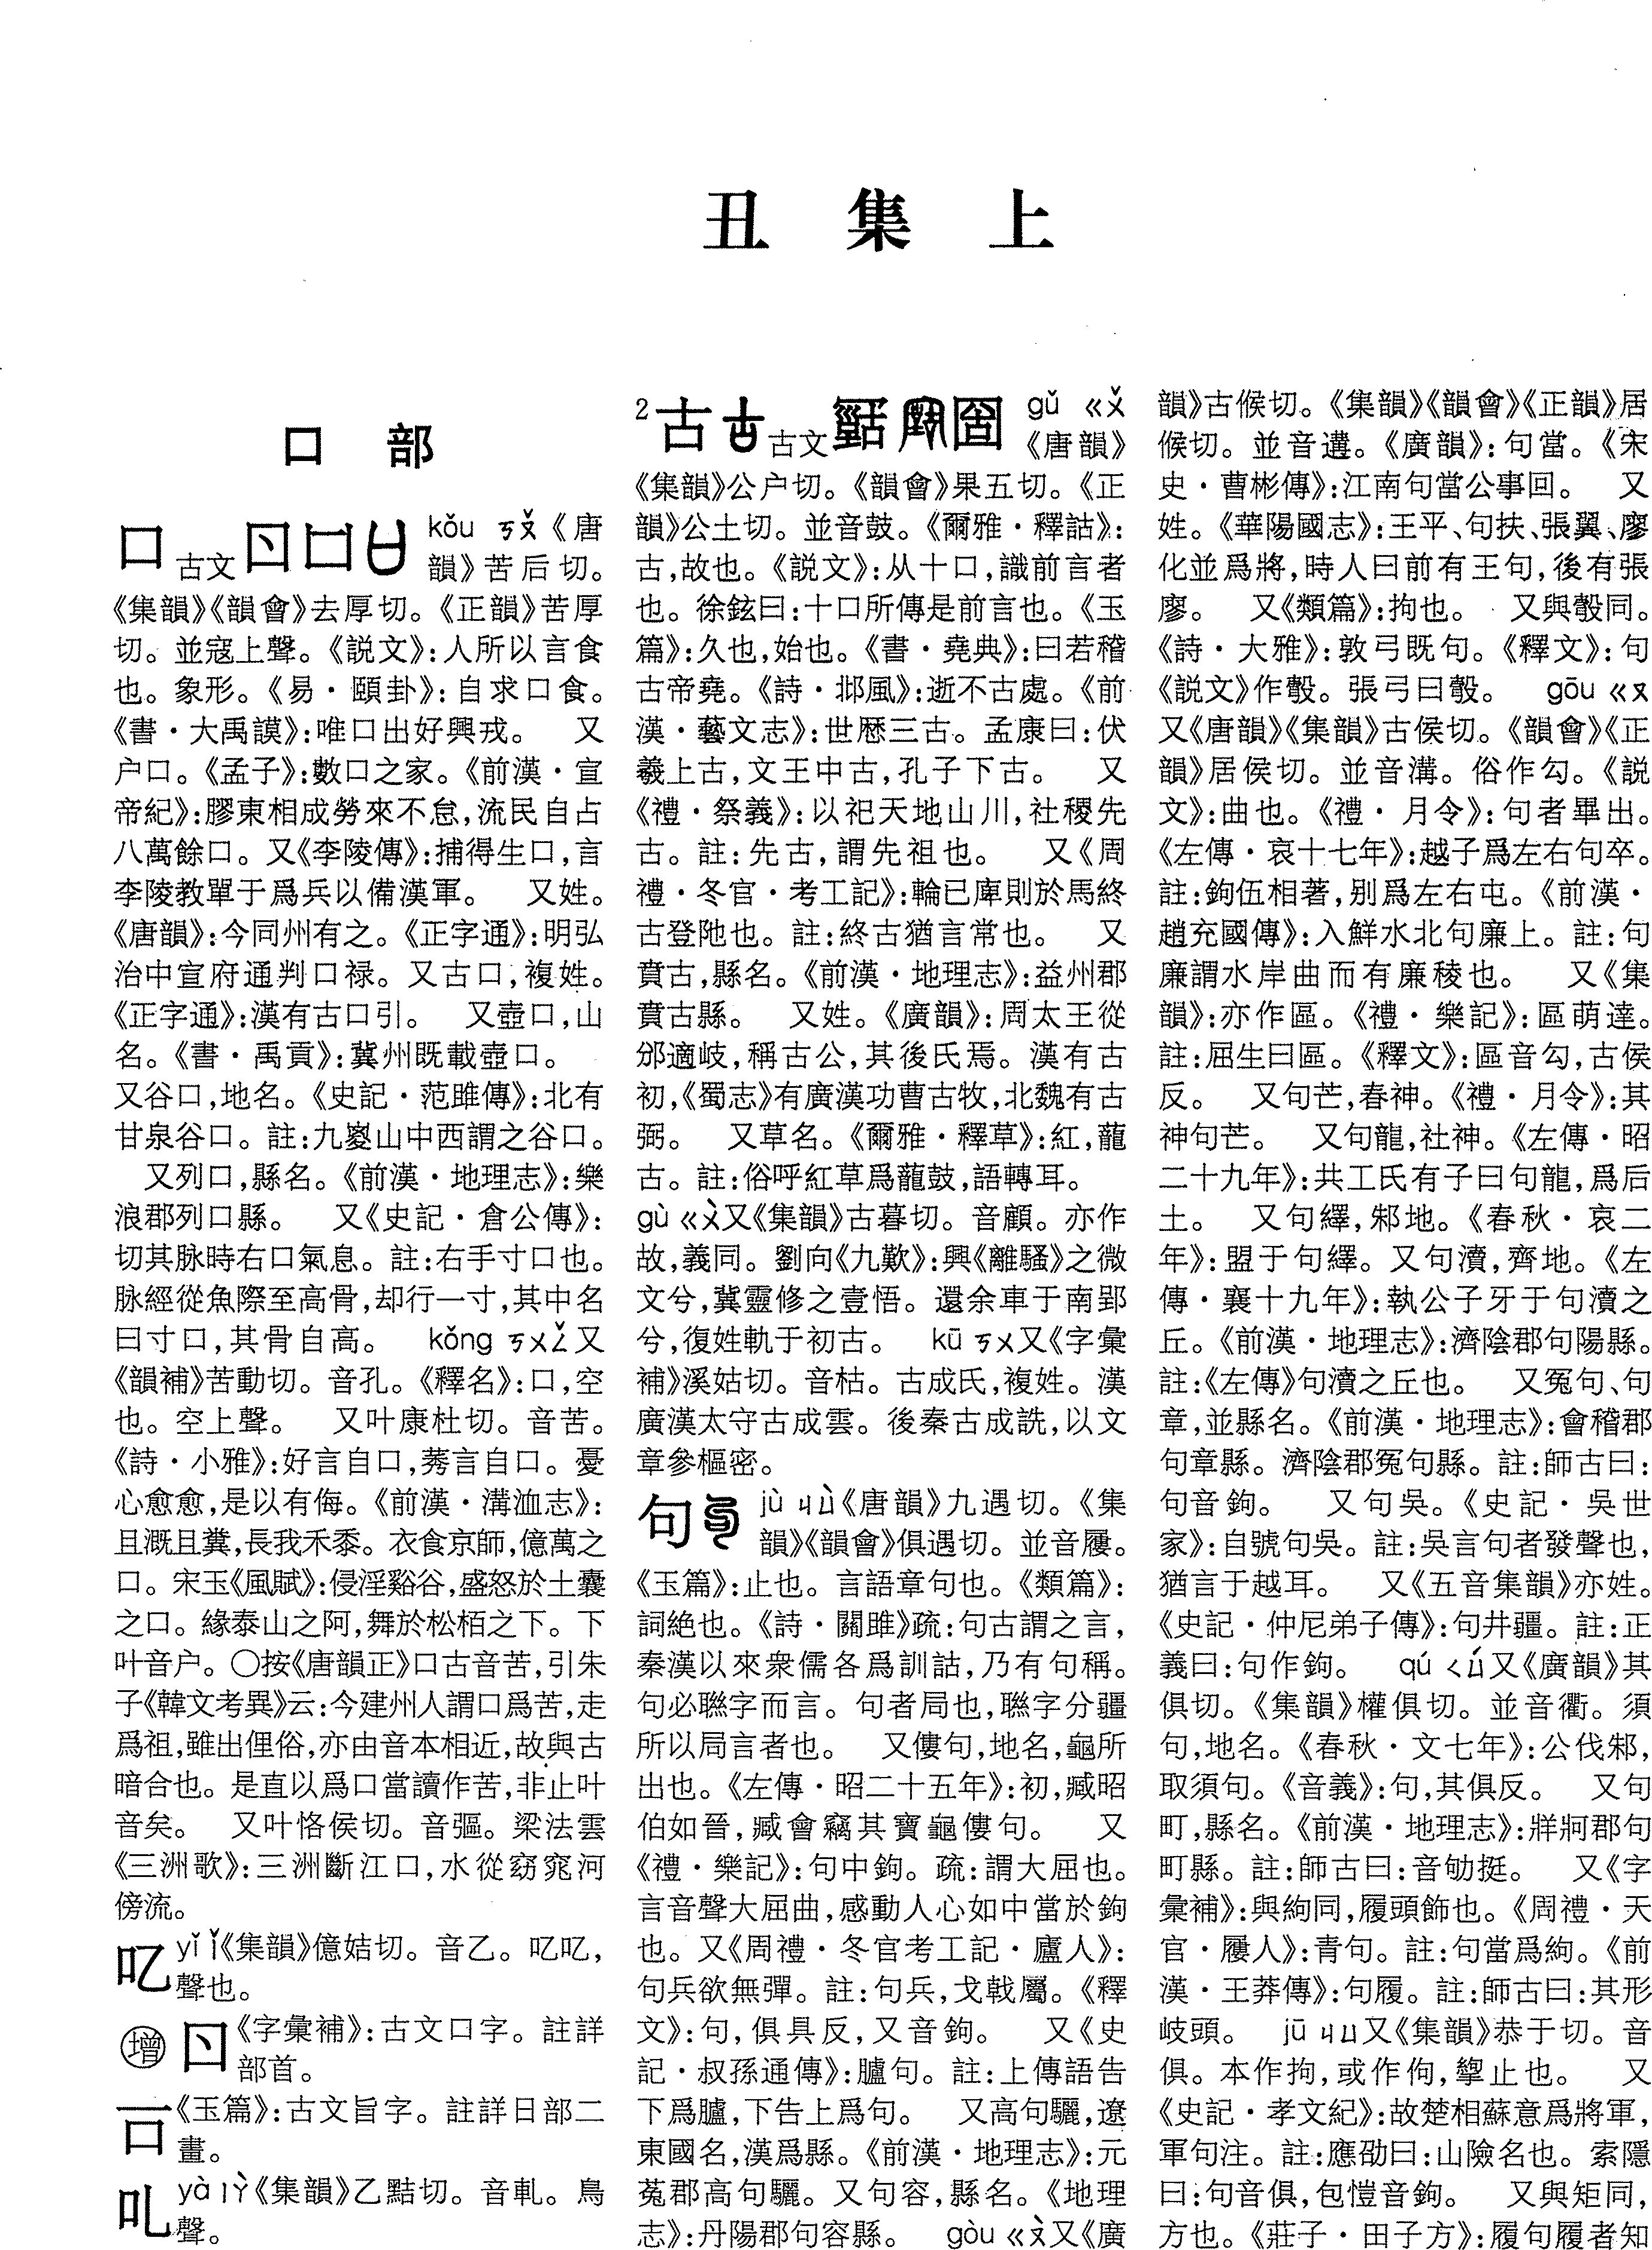 丑集上
口部
口 古文 kǒu ㄎㄡˇ《唐
韻》苦后切。
《集韻》《韻會》去厚切。《正韻》苦厚
切。並寇上聲。《説文》:人所以言食
也。象形。《易·頤卦》:自求口食。
《書·大禹謨》:唯口出好興戎。 又
户口。《孟子》:數口之家。《前漢·宣
帝紀》:膠東相成勞來不怠,流民自占
八萬餘口。又《李陵傳》:捕得生口,言
李陵教單于爲兵以備漢軍。 又姓。
《唐韻》:今同州有之。《正字通》:明弘
治中宣府通判口禄。又古口,複姓。
《正字通》:漢有古口引。 又壺口,山
名。《書·禹貢》:冀州既載壺口。
又谷口,地名。《史記·范雎傳》:北有
甘泉谷口。註:九嵏山中西謂之谷口。
又列口,縣名。《前漢·地理志》:樂
浪郡列口縣。 又《史記·倉公傳》:
切其脉時右口氣息。註:右手寸口也。
脉經從魚際至高骨,却行一寸,其中名
曰寸口,其骨自高。 kǒng ㄎㄨㄥˇ又
《韻補》苦動切。音孔。《釋名》:口,空
也。空上聲。 又叶康杜切。音苦。
《詩·小雅》:好言自口,莠言自口。憂
心愈愈,是以有侮。《前漢·溝洫志》:
且溉且糞,長我禾黍。衣食京師,億萬之
口。宋玉《風賦》:侵淫谿谷,盛怒於土囊
之口。緣泰山之阿,舞於松栢之下。下
叶音户。〇按《唐韻正》口古音苦,引朱
子《韓文考異》云:今建州人謂口爲苦,走
爲祖,雖出俚俗,亦由音本相近,故與古
暗合也。是直以爲口當讀作苦,非止叶
音矣。 又叶恪侯切。音彄。梁法雲
《三洲歌》:三洲斷江口,水從窈窕河
傍流。
𠮙 yǐ ㄧˇ《集韻》億姞切。音乙。𠮙𠮙,
聲也。
增 《字彙補》:古文口字。註詳
部首。
𠮛 《玉篇》:古文旨字。註詳日部二
畫。
𠮜 yà ㄧㄚˋ《集韻》乙黠切。音軋。鳥
聲。
2 古 古文 gǔ ㄍㄨˇ
《唐韻》
《集韻》公户切。《韻會》果五切。《正
韻》公土切。並音鼓。《爾雅·釋詁》:
古,故也。《説文》:从十口,識前言者
也。徐鉉曰:十口所傳是前言也。《玉
篇》:久也,始也。《書·堯典》:曰若稽
古帝堯。《詩·邶風》:逝不古處。《前
漢·藝文志》:世曆三古。孟康曰:伏
羲上古,文王中古,孔子下古。 又
《禮·祭義》:以祀天地山川,社稷先
古。註:先古,謂先祖也。 又《周
禮·冬官·考工記》:輪已庳則於馬終
古登阤也。註:終古猶言常也。 又
賁古,縣名。《前漢·地理志》:益州郡
賁古縣。 又姓。《廣韻》:周太王從
邠適岐,稱古公,其後氏焉。漢有古
初,《蜀志》有廣漢功曹古牧,北魏有古
弼。 又草名。《爾雅·釋草》:紅,蘢
古。註:俗呼紅草爲蘢鼓,語轉耳。
gù ㄍㄨˋ又《集韻》古暮切。音顧。亦作
故,義同。劉向《九歎》:興《離騷》之微
文兮,冀靈修之壹悟。還余車于南郢
兮,復姓軌于初古。 kū ㄎㄨ又《字彙
補》溪姑切。音枯。古成氏,複姓。漢
廣漢太守古成雲。後秦古成詵,以文
章參樞密。
句 jù ㄐㄩˋ《唐韻》九遇切。《集
韻》《韻會》俱遇切。並音屨。
《玉篇》:止也。言語章句也。《類篇》:
詞絶也。《詩·關雎》疏:句古謂之言,
秦漢以來衆儒各爲訓詁,乃有句稱。
句必聮字而言。句者局也,聮字分疆
所以局言者也。 又僂句,地名,龜所
出也。《左傳·昭二十五年》:初,臧昭
伯如晉,臧會竊其寶龜僂句。 又
《禮·樂記》:句中鉤。疏:謂大屈也。
言音聲大屈曲,感動人心如中當於鉤
也。又《周禮·冬官考工記·廬人》:
句兵欲無彈。註:句兵,戈戟屬。《釋
文》:句,俱具反,又音鉤。 又《史
記·叔孫通傳》:臚句。註:上傳語告
下爲臚,下告上爲句。 又高句驪,遼
東國名,漢爲縣。《前漢·地理志》:元
菟郡高句驪。又句容,縣名。《地理
志》:丹陽郡句容縣。 gòu ㄍㄡˋ又《廣
韻》古候切。《集韻》《韻會》《正韻》居
候切。並音遘。《廣韻》:句當。《宋
史·曹彬傳》:江南句當公事回。 又
姓。《華陽國志》:王平、句扶、張翼、廖
化並爲將,時人曰前有王句,後有張
廖。 又《類篇》:拘也。 又與彀同。
《詩·大雅》:敦弓既句。《釋文》:句
《説文》作彀。張弓曰彀。 gōu ㄍㄡ
又《唐韻》《集韻》古侯切。《韻會》《正
韻》居侯切。並音溝。俗作勾。《説
文》:曲也。《禮·月令》:句者畢出。
《左傳·哀十七年》:越子爲左右句卒。
註:鉤伍相著,别爲左右屯。《前漢·
趙充國傳》:入鮮水北句廉上。註:句
廉謂水岸曲而有廉稜也。 又《集
韻》:亦作區。《禮·樂記》:區萌達。
註:屈生曰區。《釋文》:區音勾,古侯
反。 又句芒,春神。《禮·月令》:其
神句芒。 又句龍,社神。《左傳·昭
二十九年》:共工氏有子曰句龍,爲后
土。 又句繹,邾地。《春秋·哀二
年》:盟于句繹。又句瀆,齊地。《左
傳·襄十九年》:執公子牙于句瀆之
丘。《前漢·地理志》:濟陰郡句陽縣。
註:《左傳》句瀆之丘也。 又冤句、句
章,並縣名。《前漢·地理志》:會稽郡
句章縣。濟陰郡冤句縣。註:師古曰:
句音鉤。 又句吳。《史記·吳世
家》:自號句吳。註:吳言句者發聲也,
猶言于越耳。 又《五音集韻》亦姓。
《史記·仲尼弟子傳》:句井疆。註:正
義曰:句作鉤。 qú ㄑㄩˊ又《廣韻》其
俱切。《集韻》權俱切。並音衢。須
句,地名。《春秋·文七年》:公伐邾,
取須句。《音義》:句,其俱反。 又句
町,縣名。《前漢·地理志》:牂牁郡句
町縣。註:師古曰:音劬挺。 又《字
彙補》:與絇同,履頭飾也。《周禮·天
官·屨人》:青句。註:句當爲絇。《前
漢·王莽傳》:句履。註:師古曰:其形
岐頭。 jū ㄐㄩ又《集韻》恭于切。音
俱。本作拘,或作佝,㨿止也。 又
《史記·孝文紀》:故楚相蘇意爲將軍,
軍句注。註:應劭曰:山險名也。索隱
曰:句音俱,包愷音鉤。 又與矩同,
方也。《莊子·田子方》:履句履者知